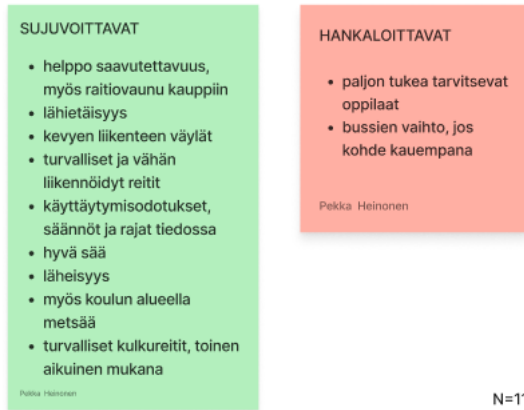 SUJUVOITTAVAT
• helppo saavutettavuus,
myös raitiovaunu kauppiin
• lähietäisyys
• kevyen liikenteen väylät
• turvalliset ja vähän
liikennöidyt reitit
• käyttäytymisodotukset,
säännöt ja rajat tiedossa
• hyvä sää
• läheisyys
• myös koulun alueella
metsää
• turvalliset kulkureitit, toinen
aikuinen mukana
Pekka Heinonen
HANKALOITTAVAT
• paljon tukea tarvitsevat
oppilaat
• bussien vaihto, jos
kohde kauempana
Pekka Heinonen
N=11